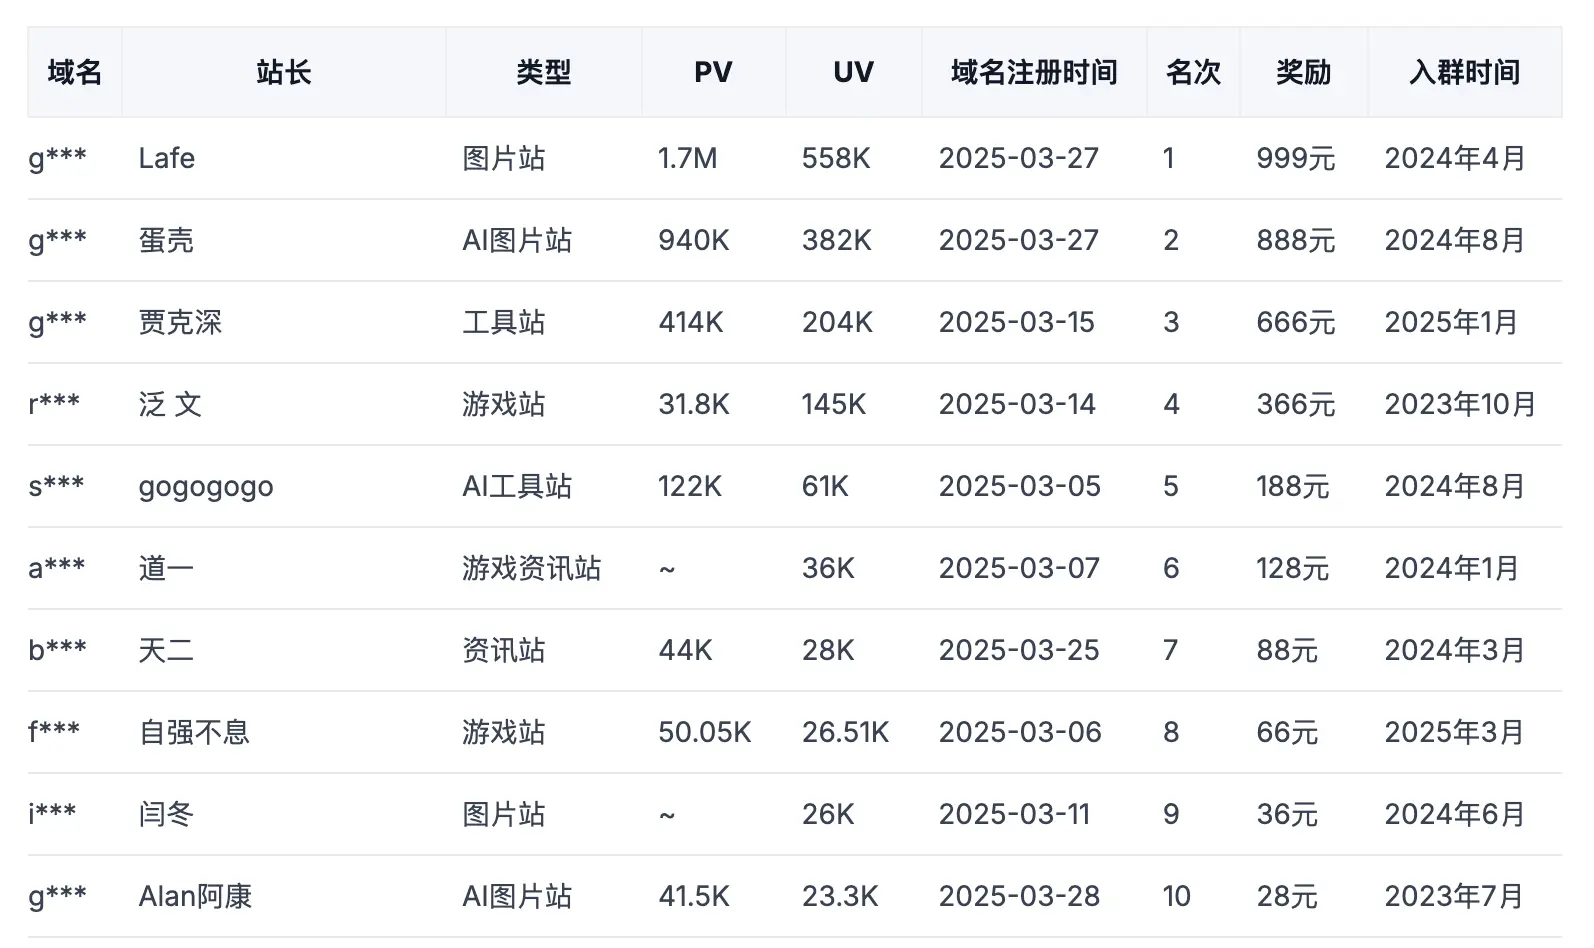 域名 站长 类型 PV UV 域名注册时间 名次 奖励 入群时间
g*** Lafe 图片站 1.7M 558K 2025-03-27 1 999元 2024年4月
g*** 蛋壳 AI图片站 940K 382K 2025-03-27 2 888元 2024年8月
g*** 贾克深 工具站 414K 204K 2025-03-15 3 666元 2025年1月
r*** 泛 文 游戏站 31.8K 145K 2025-03-14 4 366元 2023年10月
s*** gogogogo AI工具站 122K 61K 2025-03-05 5 188元 2024年8月
a*** 道一 游戏资讯站 ~ 36K 2025-03-07 6 128元 2024年1月
b*** 天二 资讯站 44K 28K 2025-03-25 7 88元 2024年3月
f*** 自强不息 游戏站 50.05K 26.51K 2025-03-06 8 66元 2025年3月
i*** 闫冬 图片站 ~ 26K 2025-03-11 9 36元 2024年6月
g*** Alan阿康 AI图片站 41.5K 23.3K 2025-03-28 10 28元 2023年7月